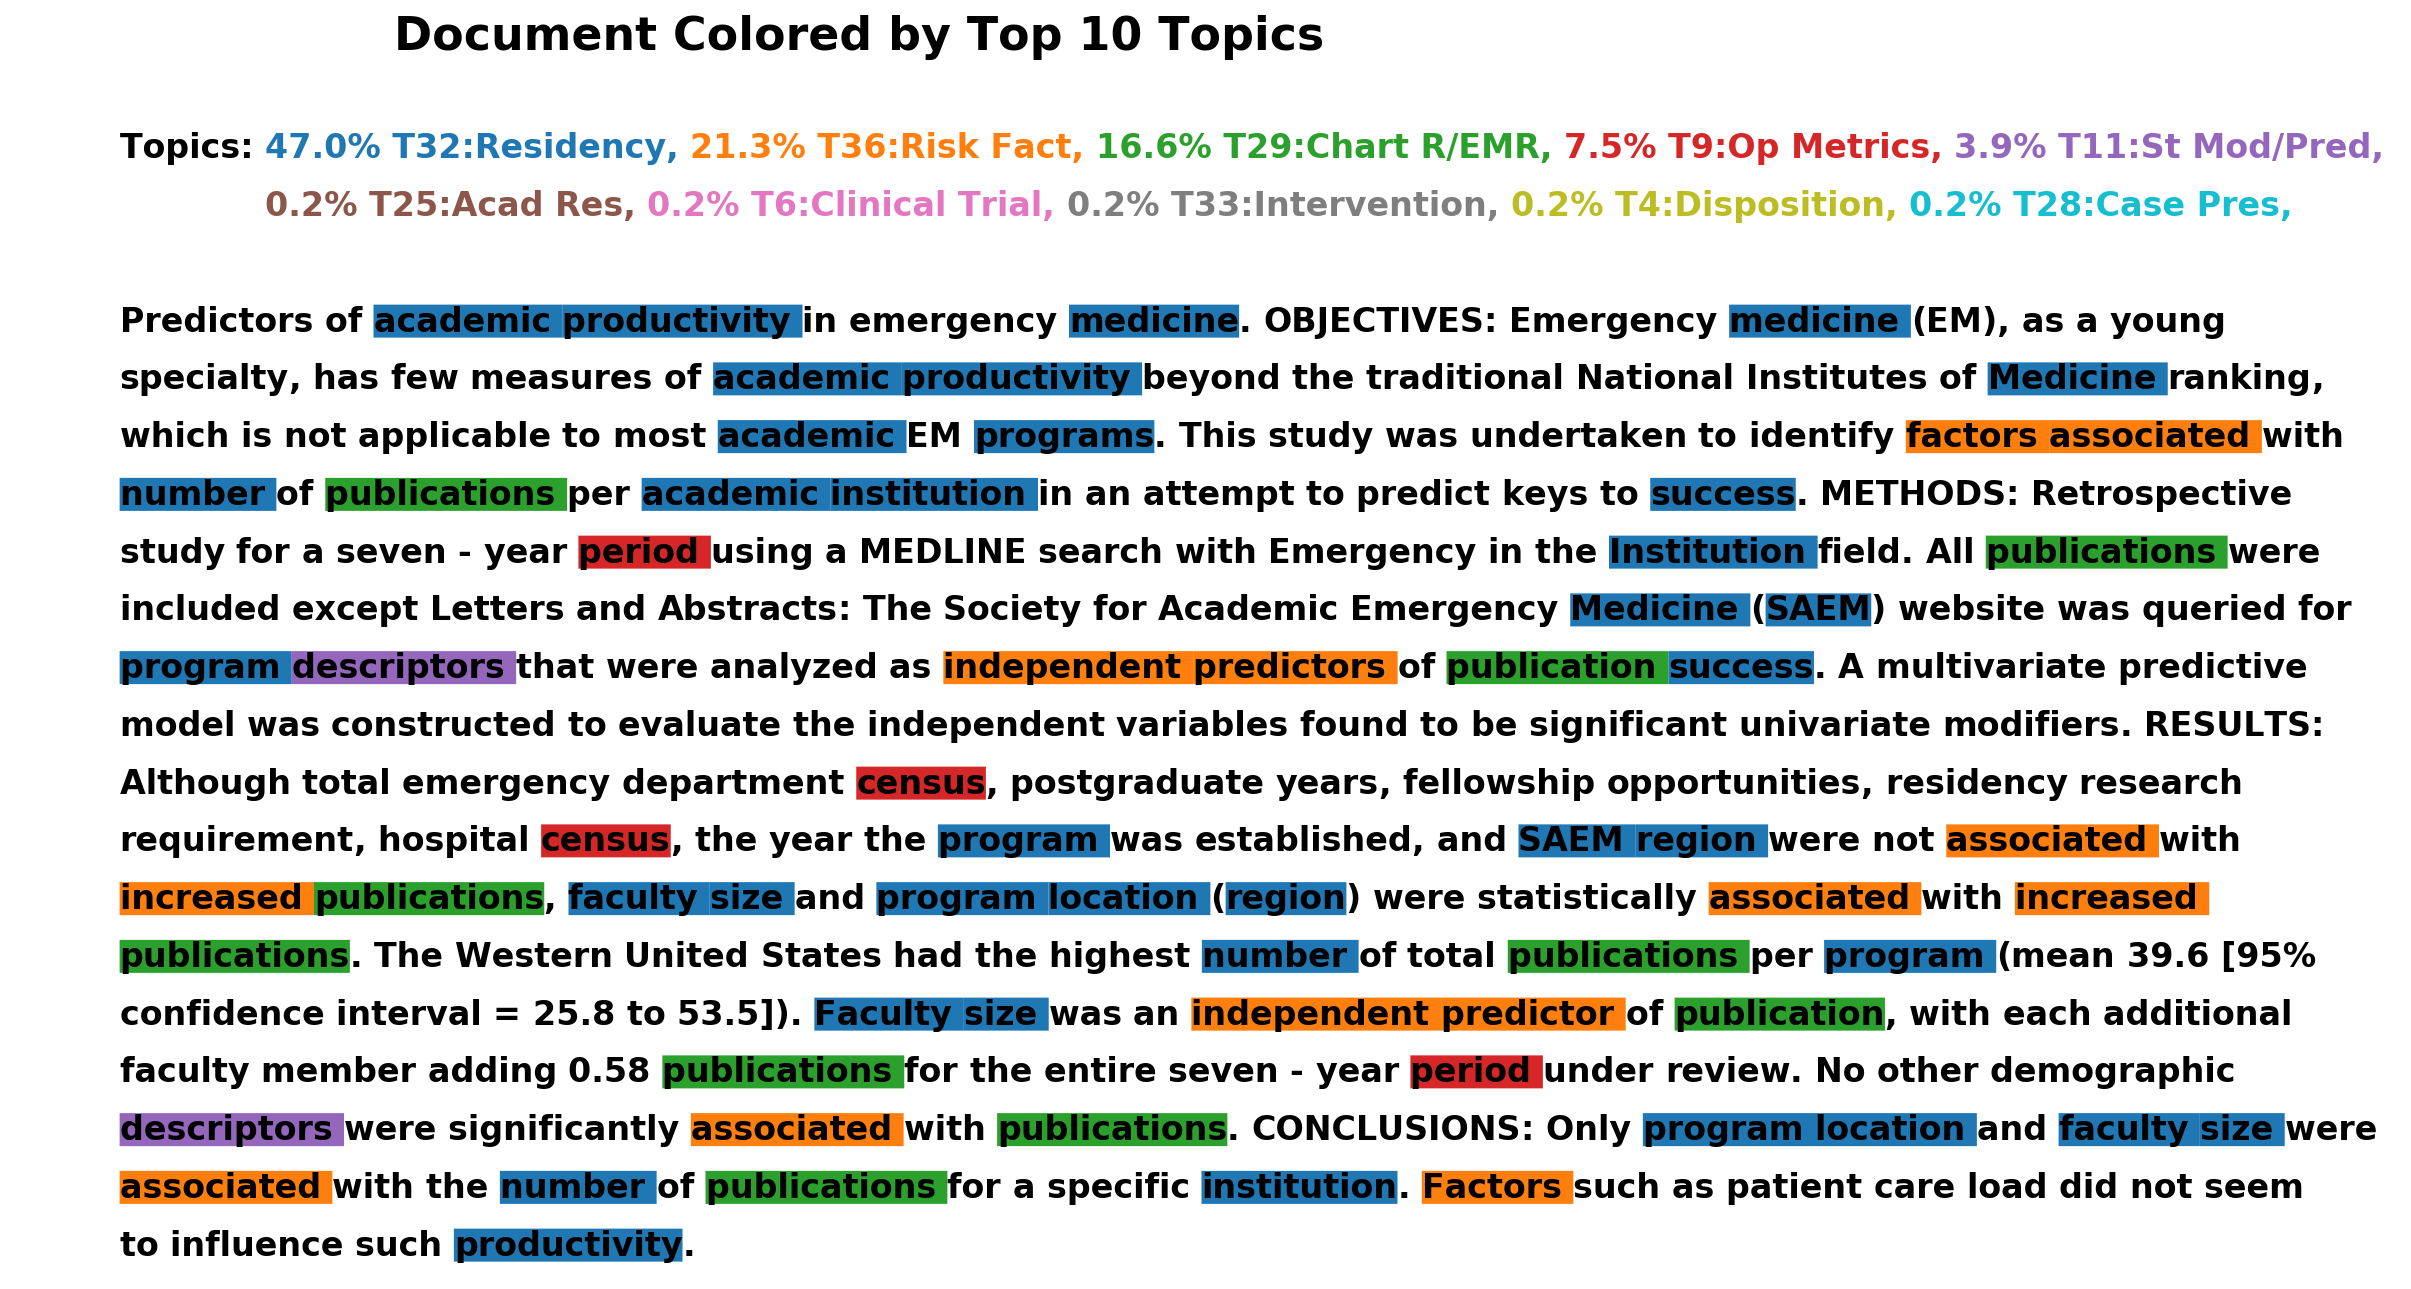 Document Colored by Top 10 Topics
Topics: 47.0% T32:Residency, 21.3% T36:Risk Fact, 16.6% T29:Chart R/EMR, 7.5% T9:Op Metrics, 3.9% T11:St Mod/Pred,
0.2% T25:Acad Res, 0.2% T6:Clinical Trial, 0.2% T33:Intervention, 0.2% T4:Disposition, 0.2% T28:Case Pres,
Predictors of academic productivity in emergency medicine. OBJECTIVES: Emergency medicine (EM), as a young
specialty, has few measures of academic productivity beyond the traditional National Institutes of Medicine ranking,
which is not applicable to most academic EM programs. This study was undertaken to identify factors associated with
number of publications per academic institution in an attempt to predict keys to success. METHODS: Retrospective
study for a seven - year period using a MEDLINE search with Emergency in the Institution field. All publications were
included except Letters and Abstracts: The Society for Academic Emergency Medicine (SAEM) website was queried for
program descriptors that were analyzed as independent predictors of publication success. A multivariate predictive
model was constructed to evaluate the independent variables found to be significant univariate modifiers. RESULTS:
Although total emergency department census, postgraduate years, fellowship opportunities, residency research
requirement, hospital census, the year the program was established, and SAEM region were not associated with
increased publications, faculty size and program location (region) were statistically associated with increased
publications. The Western United States had the highest number of total publications per program (mean 39.6 [95%
confidence interval = 25.8 to 53.5]). Faculty size was an independent predictor of publication, with each additional
faculty member adding 0.58 publications for the entire seven - year period under review. No other demographic
descriptors were significantly associated with publications. CONCLUSIONS: Only program location and faculty size were
associated with the number of publications for a specific institution. Factors such as patient care load did not seem
to influence such productivity.